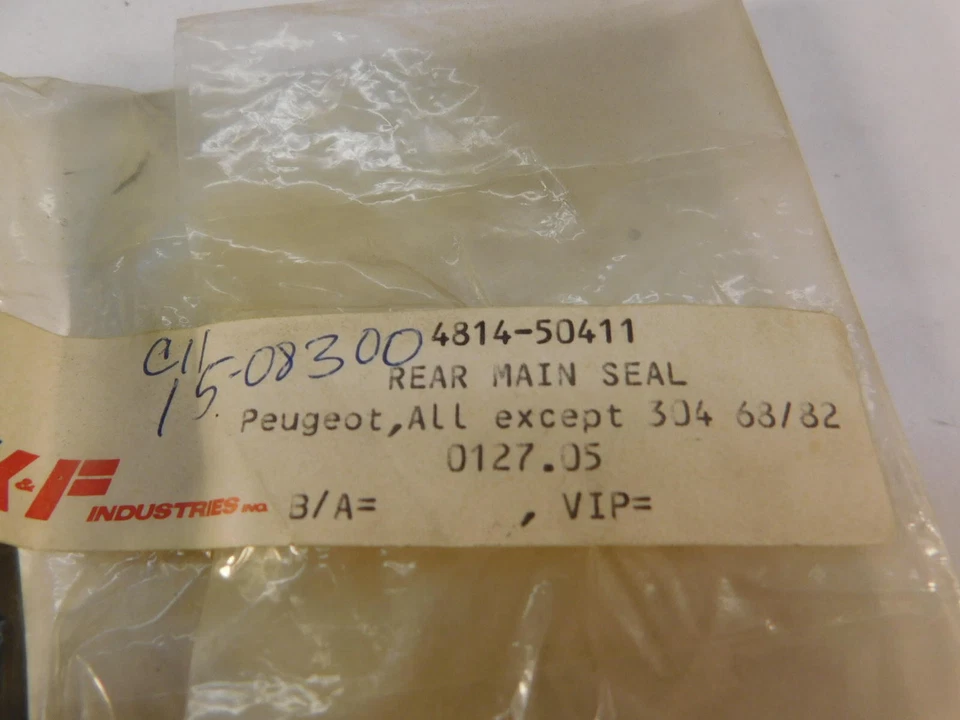 C11
15-08300
4814-50411
REAR MAIN SEAL
Peugeot,All except 304 68/82
0127.05
&F INDUSTRIES INC.
B/A= , VIP=